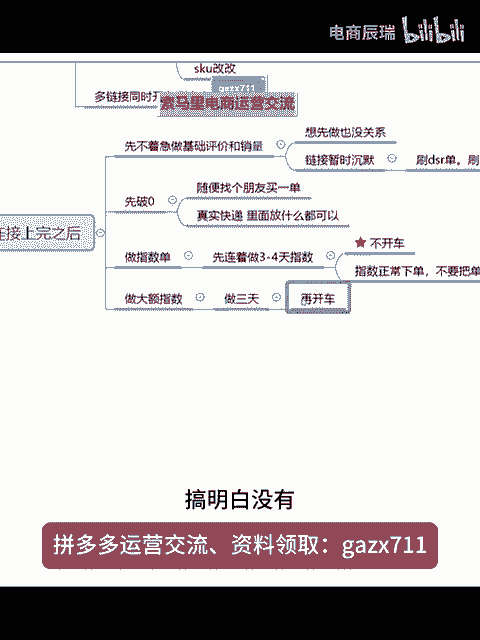 电商辰瑞 bilibili
sku改改
gazx711
多链接同时开
索马里电商运营交流
先不着急做基础评价和销量
想先做也没关系
链接暂时沉默
刷dsr单。刷
先破0
随便找个朋友买一单
真实快递 里面放什么都可以
连接上完之后
做指数单
先连着做3-4天指数
不开车
指数正常下单，不要把单
做大额指数
做三天
再开车
搞明白没有
拼多多运营交流、资料领取：gazx711